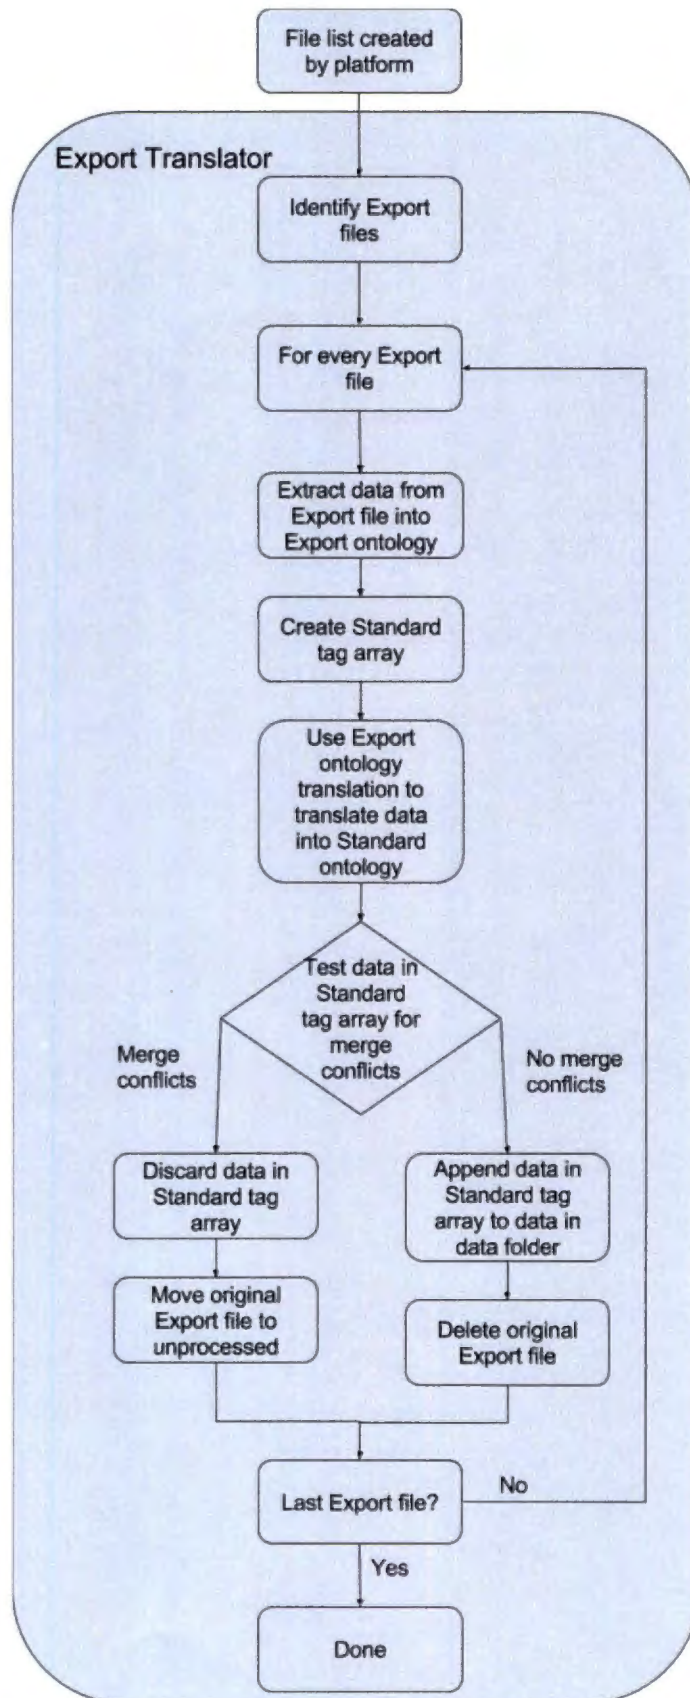 File list created
by platform
Export Translator
Identify Export
files
For every Export
file
Extract data from
Export file into
Export ontology
Create Standard
tag array
Use Export
ontology
translation to
translate data
into Standard
ontology
Test data in
Standard
tag array for
merge
conflicts
Merge
conflicts
No merge
conflicts
Discard data in
Standard tag
array
Append data in
Standard tag
array to data in
data folder
Move original
Export file to
unprocessed
Delete original
Export file
Last Export file?
No
Yes
Done